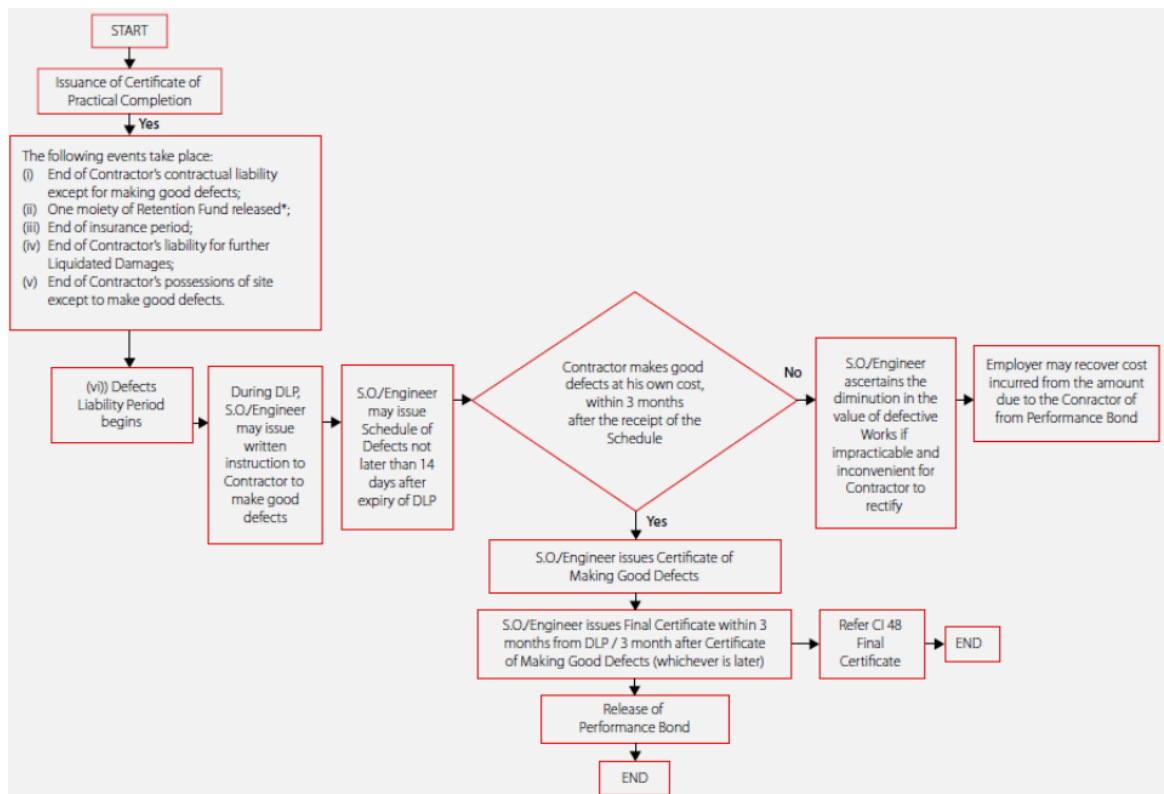 START
Issuance of Certificate of
Practical Completion
Yes
The following events take place:
(i) End of Contractor's contractual liability
except for making good defects;
(ii) One moiety of Retention Fund released*;
(iii) End of insurance period;
(iv) End of Contractor's liability for further
Liquidated Damages;
(v) End of Contractor's possessions of site
except to make good defects.
(vi)) Defects
Liability Period
begins
During DLP,
S.O./Engineer
may issue
written
instruction to
Contractor to
make good
defects
S.O./Engineer
may issue
Schedule of
Defects not
later than 14
days after
expiry of DLP
Contractor makes good
defects at his own cost,
within 3 months
after the receipt of the
Schedule
No
S.O./Engineer
ascertains the
diminution in the
value of defective
Works if
impracticable and
inconvenient for
Contractor to
rectify
Employer may recover cost
incurred from the amount
due to the Conractor of
from Performance Bond
Yes
S.O./Engineer issues Certificate of
Making Good Defects
S.O./Engineer issues Final Certificate within 3
months from DLP / 3 month after Certificate
of Making Good Defects (whichever is later)
Refer Cl 48
Final
Certificate
END
Release of
Performance Bond
END